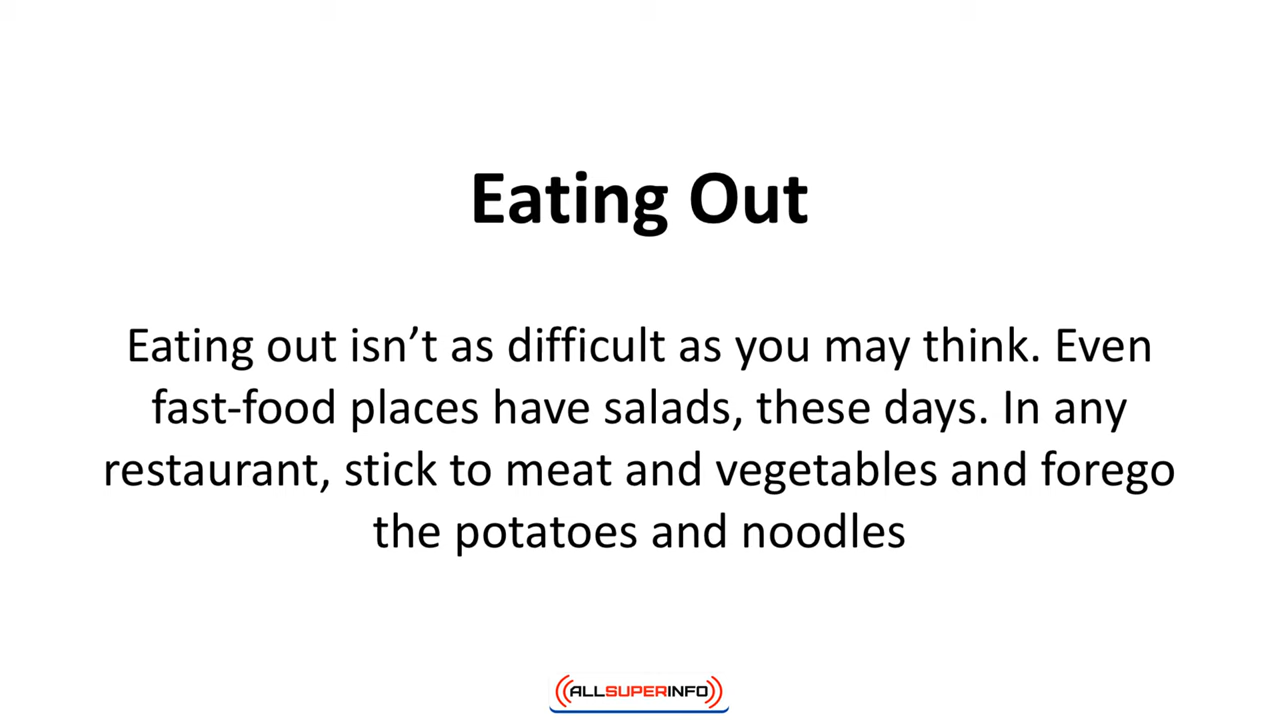 Eating Out
Eating out isn’t as difficult as you may think. Even
fast-food places have salads, these days. In any
restaurant, stick to meat and vegetables and forego
the potatoes and noodles
ALLSUPERINFO